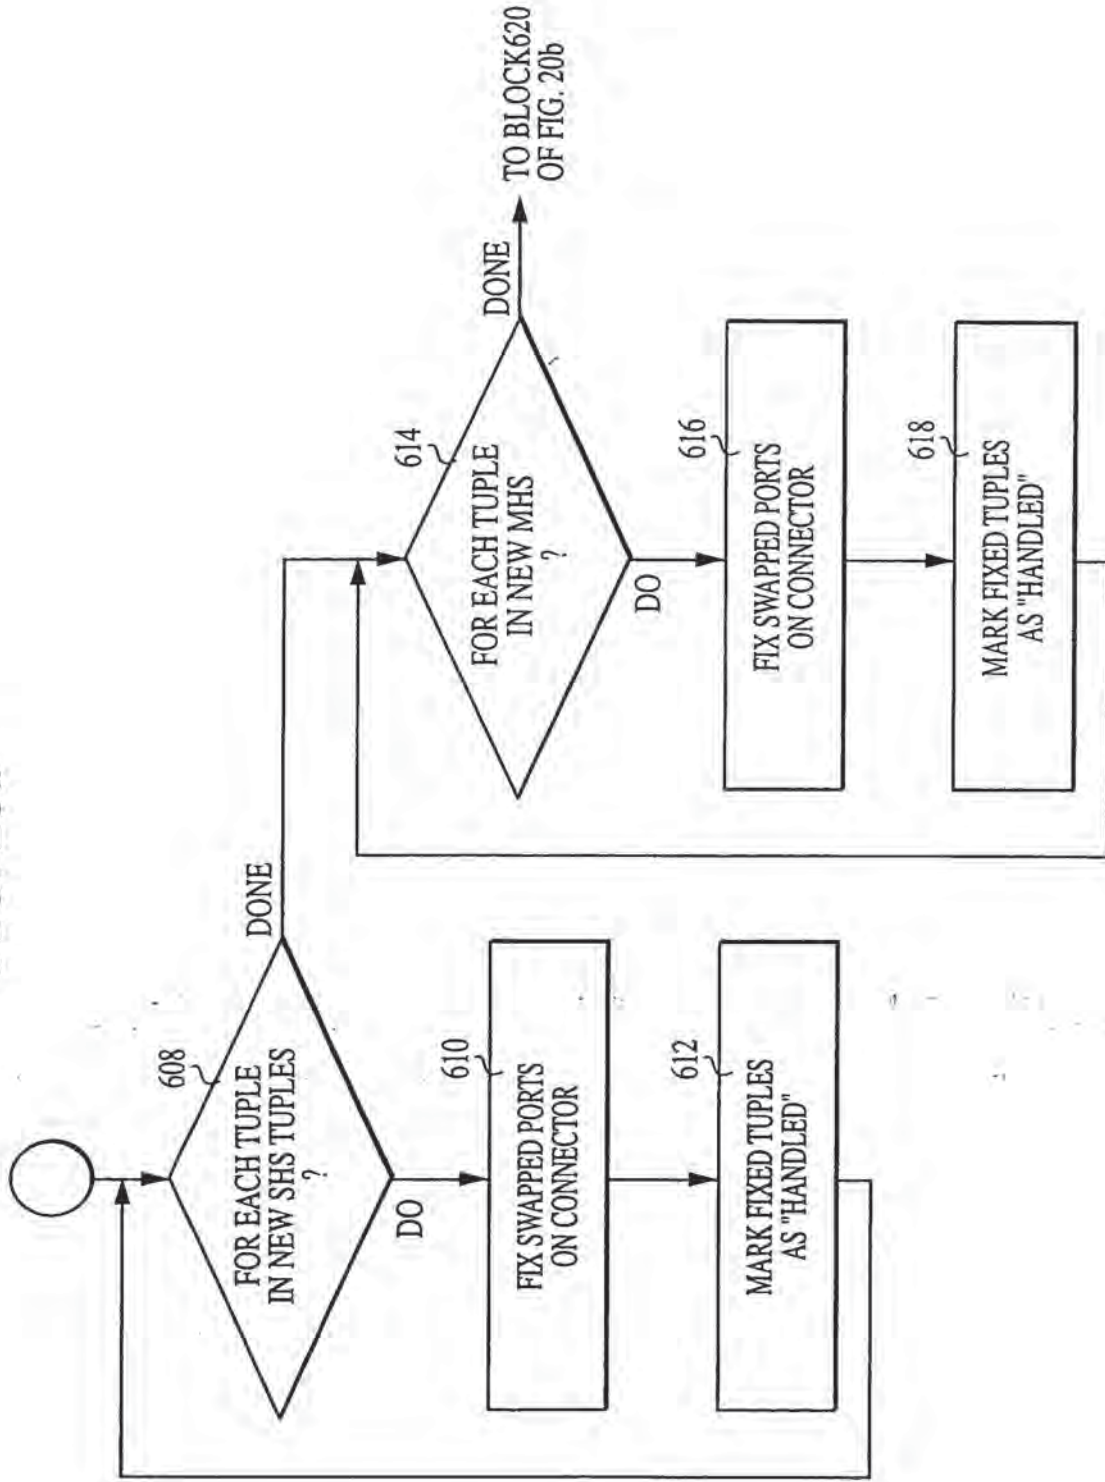 608
FOR EACH TUPLE
IN NEW SHS TUPLES
?
DONE
DO
610
FIX SWAPPED PORTS
ON CONNECTOR
612
MARK FIXED TUPLES
AS "HANDLED"
614
FOR EACH TUPLE
IN NEW MHS
?
DONE
TO BLOCK620
OF FIG. 20b
DO
616
FIX SWAPPED PORTS
ON CONNECTOR
618
MARK FIXED TUPLES
AS "HANDLED"